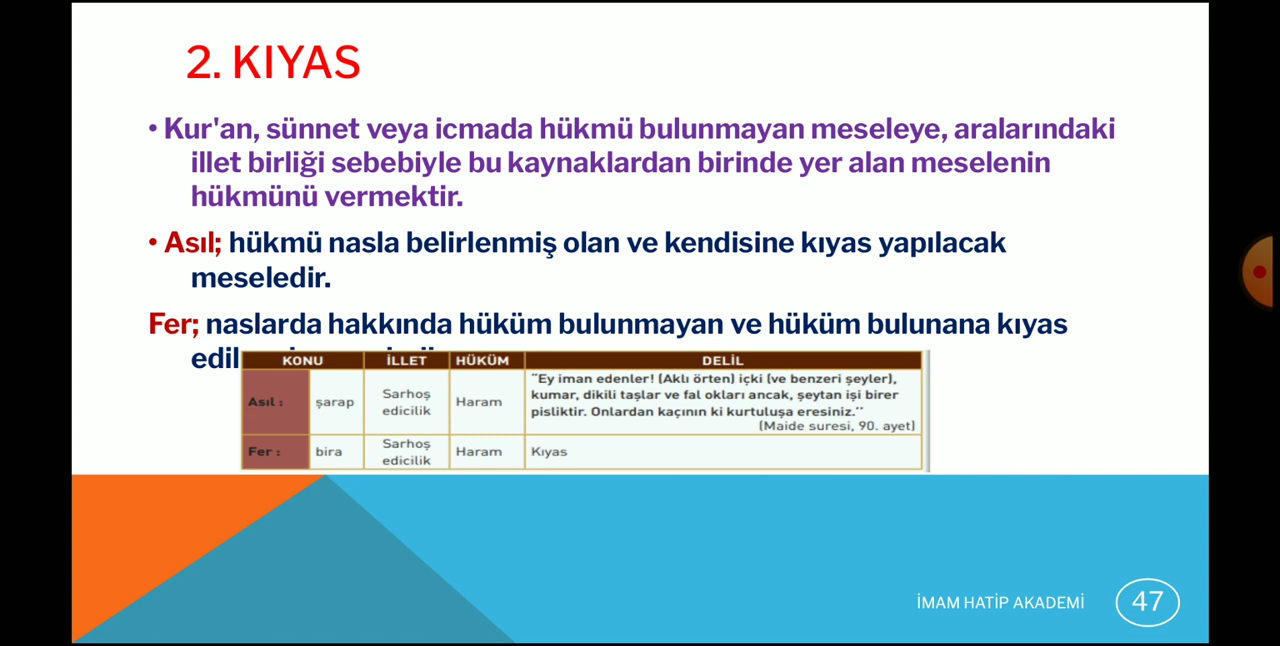 2. KIYAS
• Kur'an, sünnet veya icmada hükmü bulunmayan meseleye, aralarındaki
illet birliği sebebiyle bu kaynaklardan birinde yer alan meselenin
hükmünü vermektir.
• Asıl; hükmü nasla belirlenmiş olan ve kendisine kıyas yapılacak
meseledir.
Fer; naslarda hakkında hüküm bulunmayan ve hüküm bulunana kıyas
KONU İLLET HÜKÜM DELİL
Asıl : şarap Sarhoş edicilik Haram "Ey iman edenler! (Aklı örten) içki (ve benzeri şeyler),
kumar, dikili taşlar ve fal okları ancak, şeytan işi birer
pisliktir. Onlardan kaçının ki kurtuluşa eresiniz.''
(Maide suresi, 90. ayet)
Fer : bira Sarhoş edicilik Haram Kıyas
İMAM HATİP AKADEMİ 47